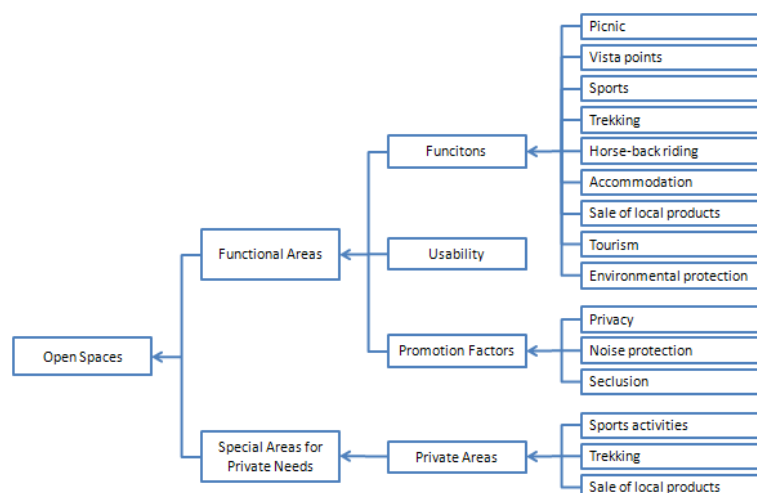 Picnic
Vista points
Sports
Trekking
Funcitons
Horse-back riding
Accommodation
Sale of local products
Functional Areas
Usability
Tourism
Environmental protection
Privacy
Open Spaces
Promotion Factors
Noise protection
Seclusion
Sports activities
Special Areas for
Private Needs
Private Areas
Trekking
Sale of local products